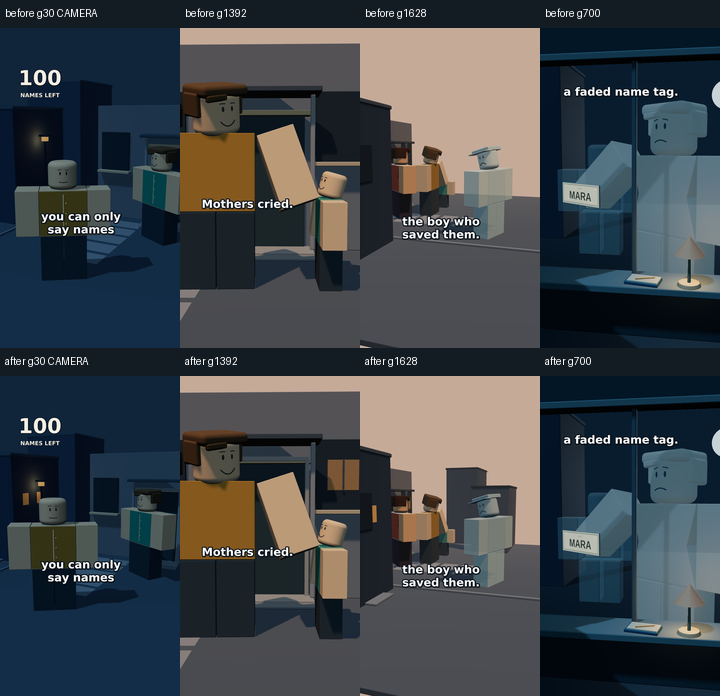 before g30 CAMERA
before g1392
before g1628
before g700
100
NAMES LEFT
you can only
say names
Mothers cried.
the boy who
saved them.
a faded name tag.
MARA
after g30 CAMERA
after g1392
after g1628
after g700
100
NAMES LEFT
you can only
say names
Mothers cried.
the boy who
saved them.
a faded name tag.
MARA